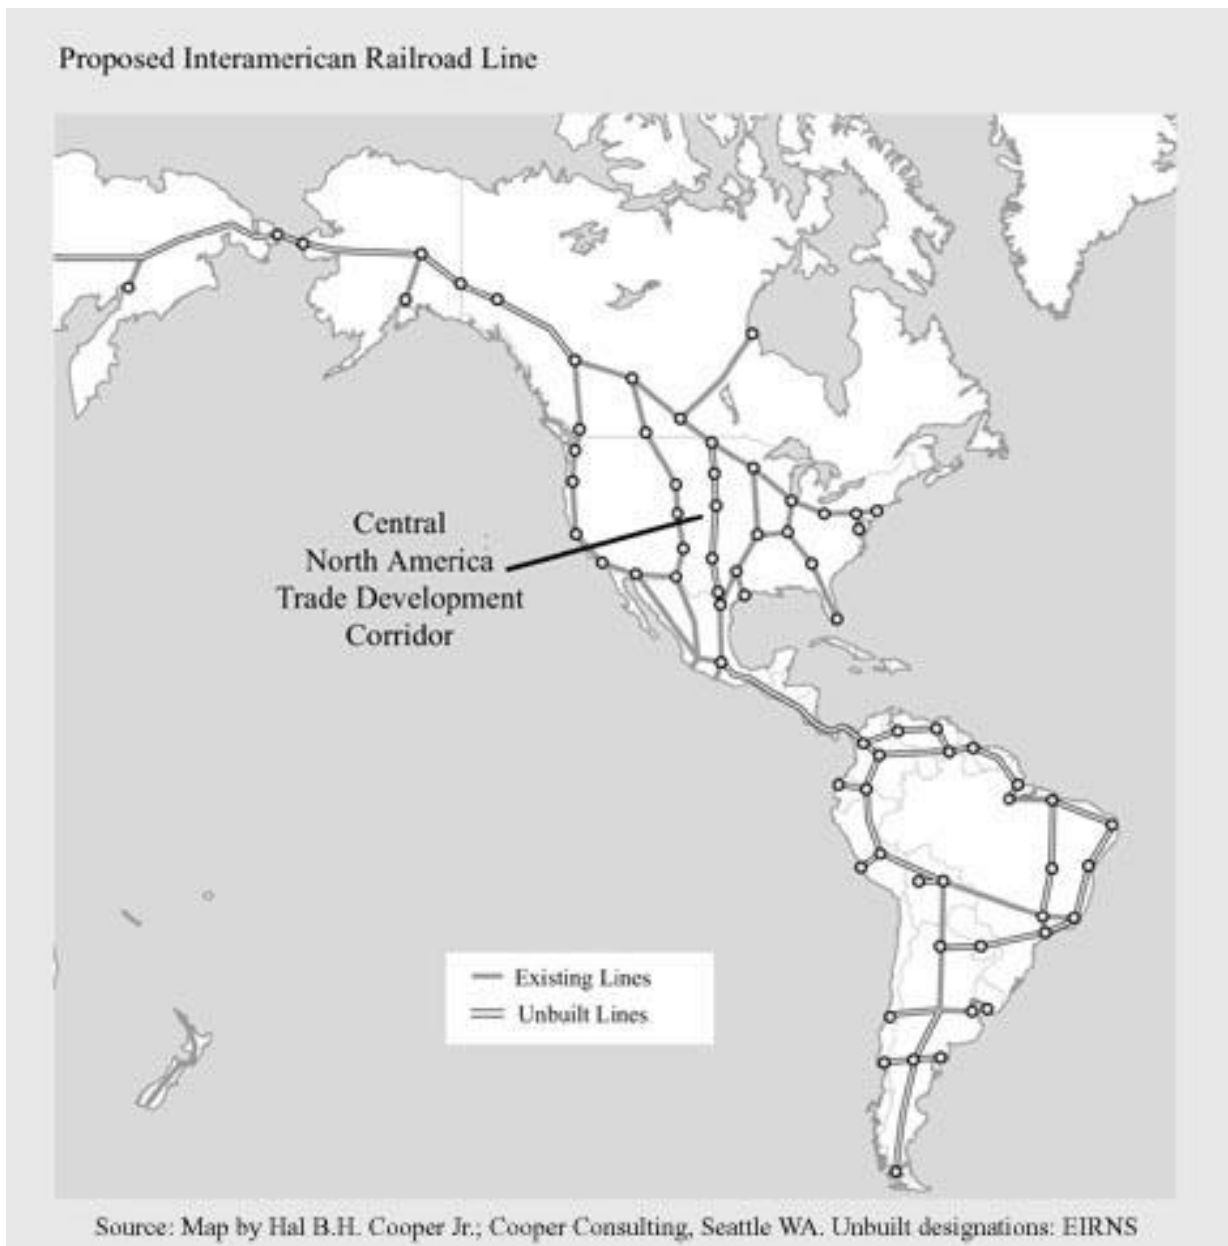 Proposed Interamerican Railroad Line
Central
North America
Trade Development
Corridor
Existing Lines
Unbuilt Lines
Source: Map by Hal B.H. Cooper Jr.; Cooper Consulting, Seattle WA. Unbuilt designations: EIRNS